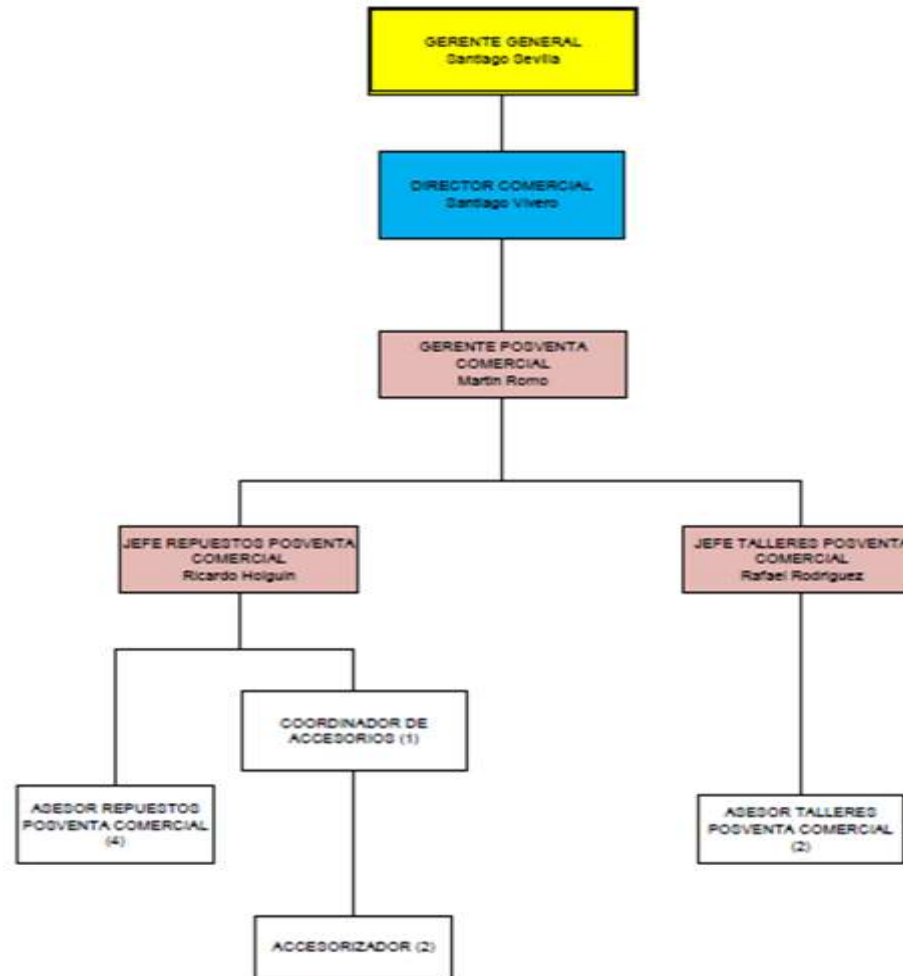 GERENTE GENERAL
Santiago Sevilla
DIRECTOR COMERCIAL
Santiago Vivero
GERENTE POSVENTA
COMERCIAL
Martin Romo
JEFE REPUESTOS POSVENTA
COMERCIAL
Ricardo Holguin
JEFE TALLERES POSVENTA
COMERCIAL
Rafael Rodriguez
COORDINADOR DE
ACCESORIOS (1)
ASESOR REPUESTOS
POSVENTA COMERCIAL
(4)
ASESOR TALLERES
POSVENTA COMERCIAL
(2)
ACCESORIZADOR (2)